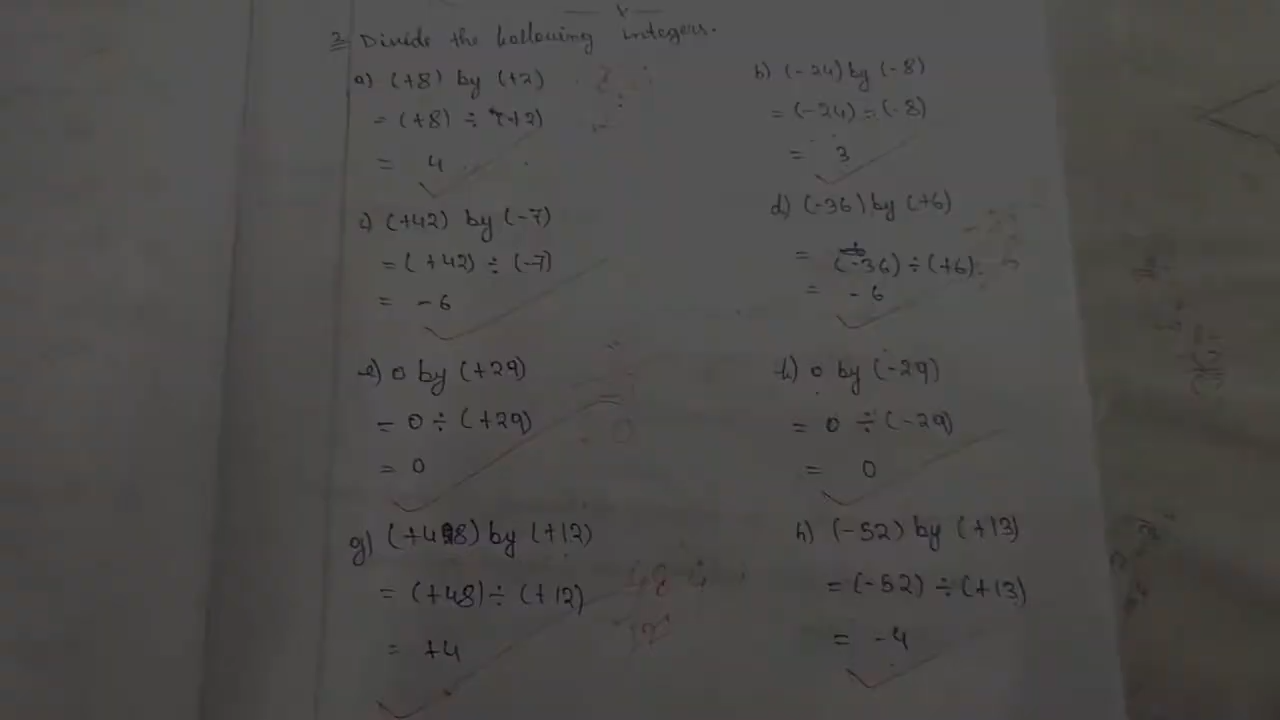 2 Divide the following integers.
a) (+8) by (+2)
= (+8) ÷ (+2)
= 4
b) (-24) by (-8)
= (-24) ÷ (-8)
= 3
c) (+42) by (-7)
= (+42) ÷ (-7)
= -6
d) (-36) by (+6)
= (-36) ÷ (+6)
= -6
e) 0 by (+29)
= 0 ÷ (+29)
= 0
f) 0 by (-29)
= 0 ÷ (-29)
= 0
g) (+48) by (+12)
= (+48) ÷ (+12)
= +4
h) (-52) by (+13)
= (-52) ÷ (+13)
= -4